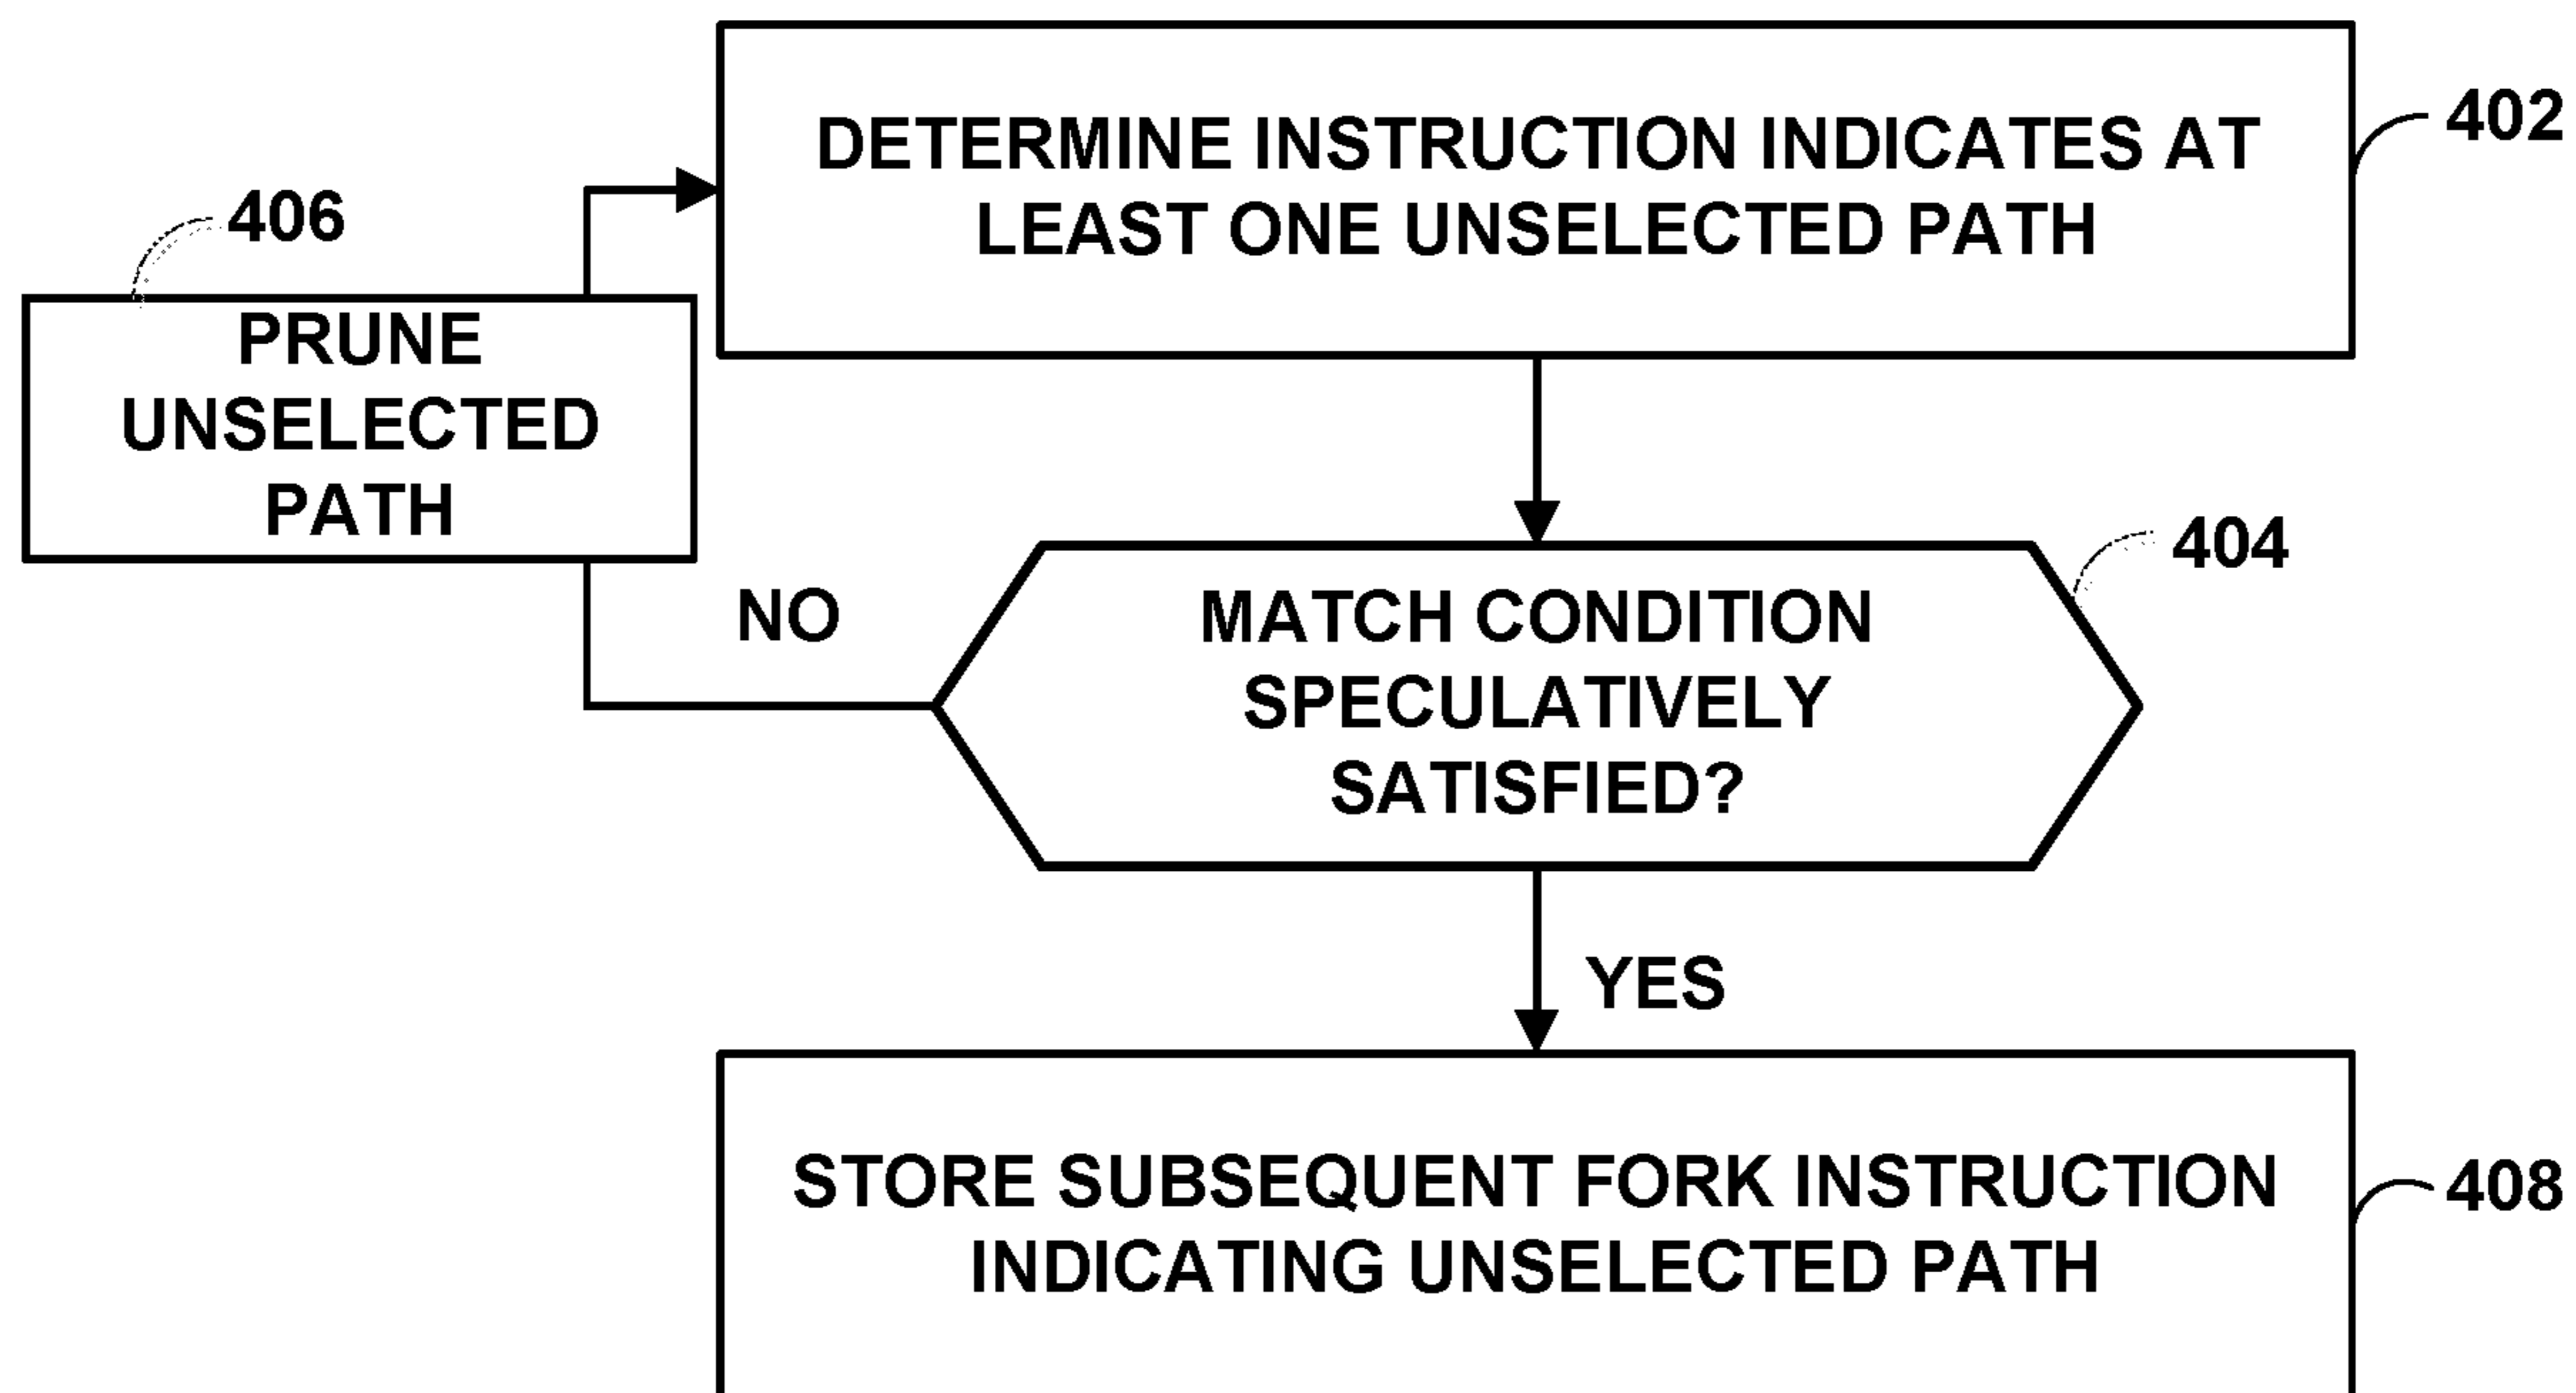 DETERMINE INSTRUCTION INDICATES AT
LEAST ONE UNSELECTED PATH
402
406
PRUNE
UNSELECTED
PATH
NO
MATCH CONDITION
SPECULATIVELY
SATISFIED?
404
YES
STORE SUBSEQUENT FORK INSTRUCTION
INDICATING UNSELECTED PATH
408